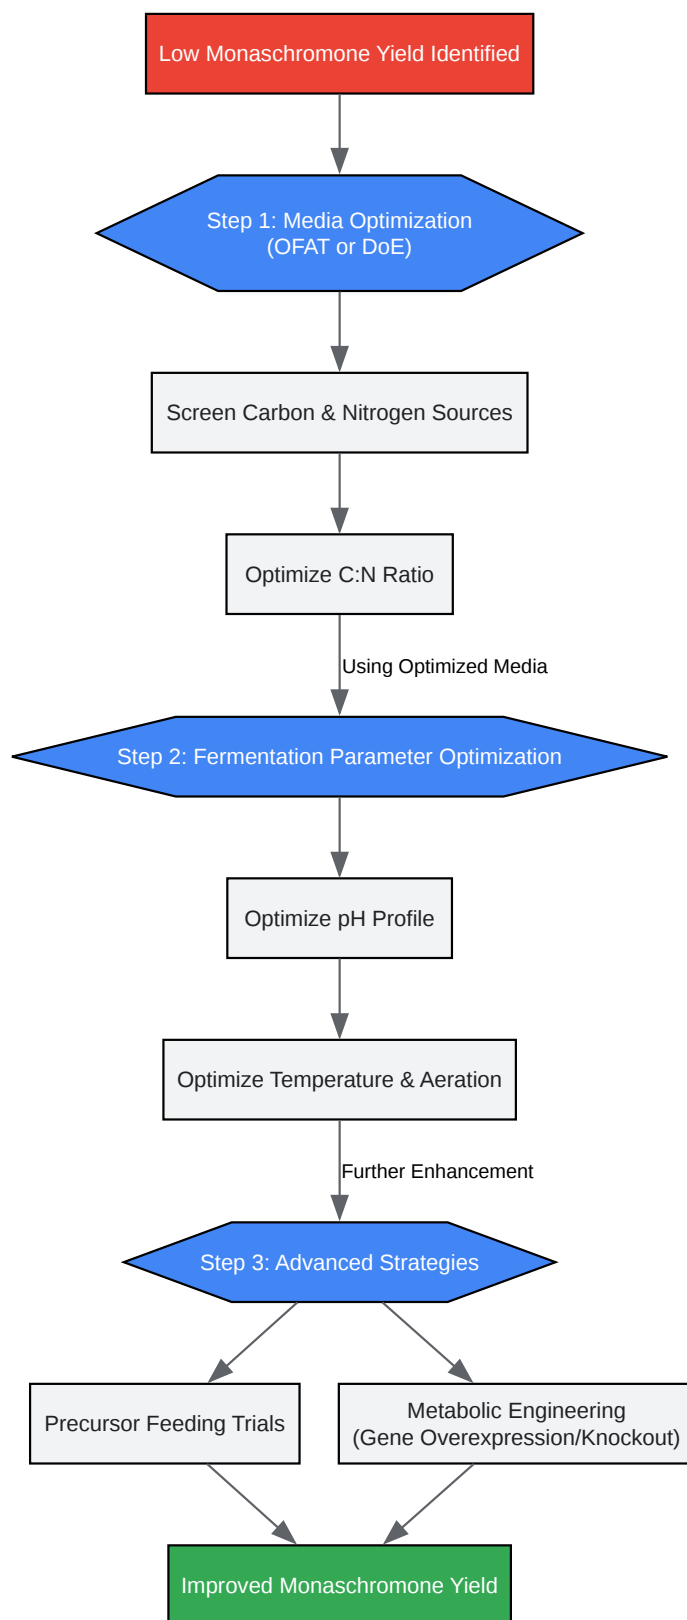 Low Monaschromone Yield Identified
Step 1: Media Optimization
(OFAT or DoE)
Screen Carbon & Nitrogen Sources
Optimize C:N Ratio
Using Optimized Media
Step 2: Fermentation Parameter Optimization
Optimize pH Profile
Optimize Temperature & Aeration
Further Enhancement
Step 3: Advanced Strategies
Precursor Feeding Trials
Metabolic Engineering
(Gene Overexpression/Knockout)
Improved Monaschromone Yield